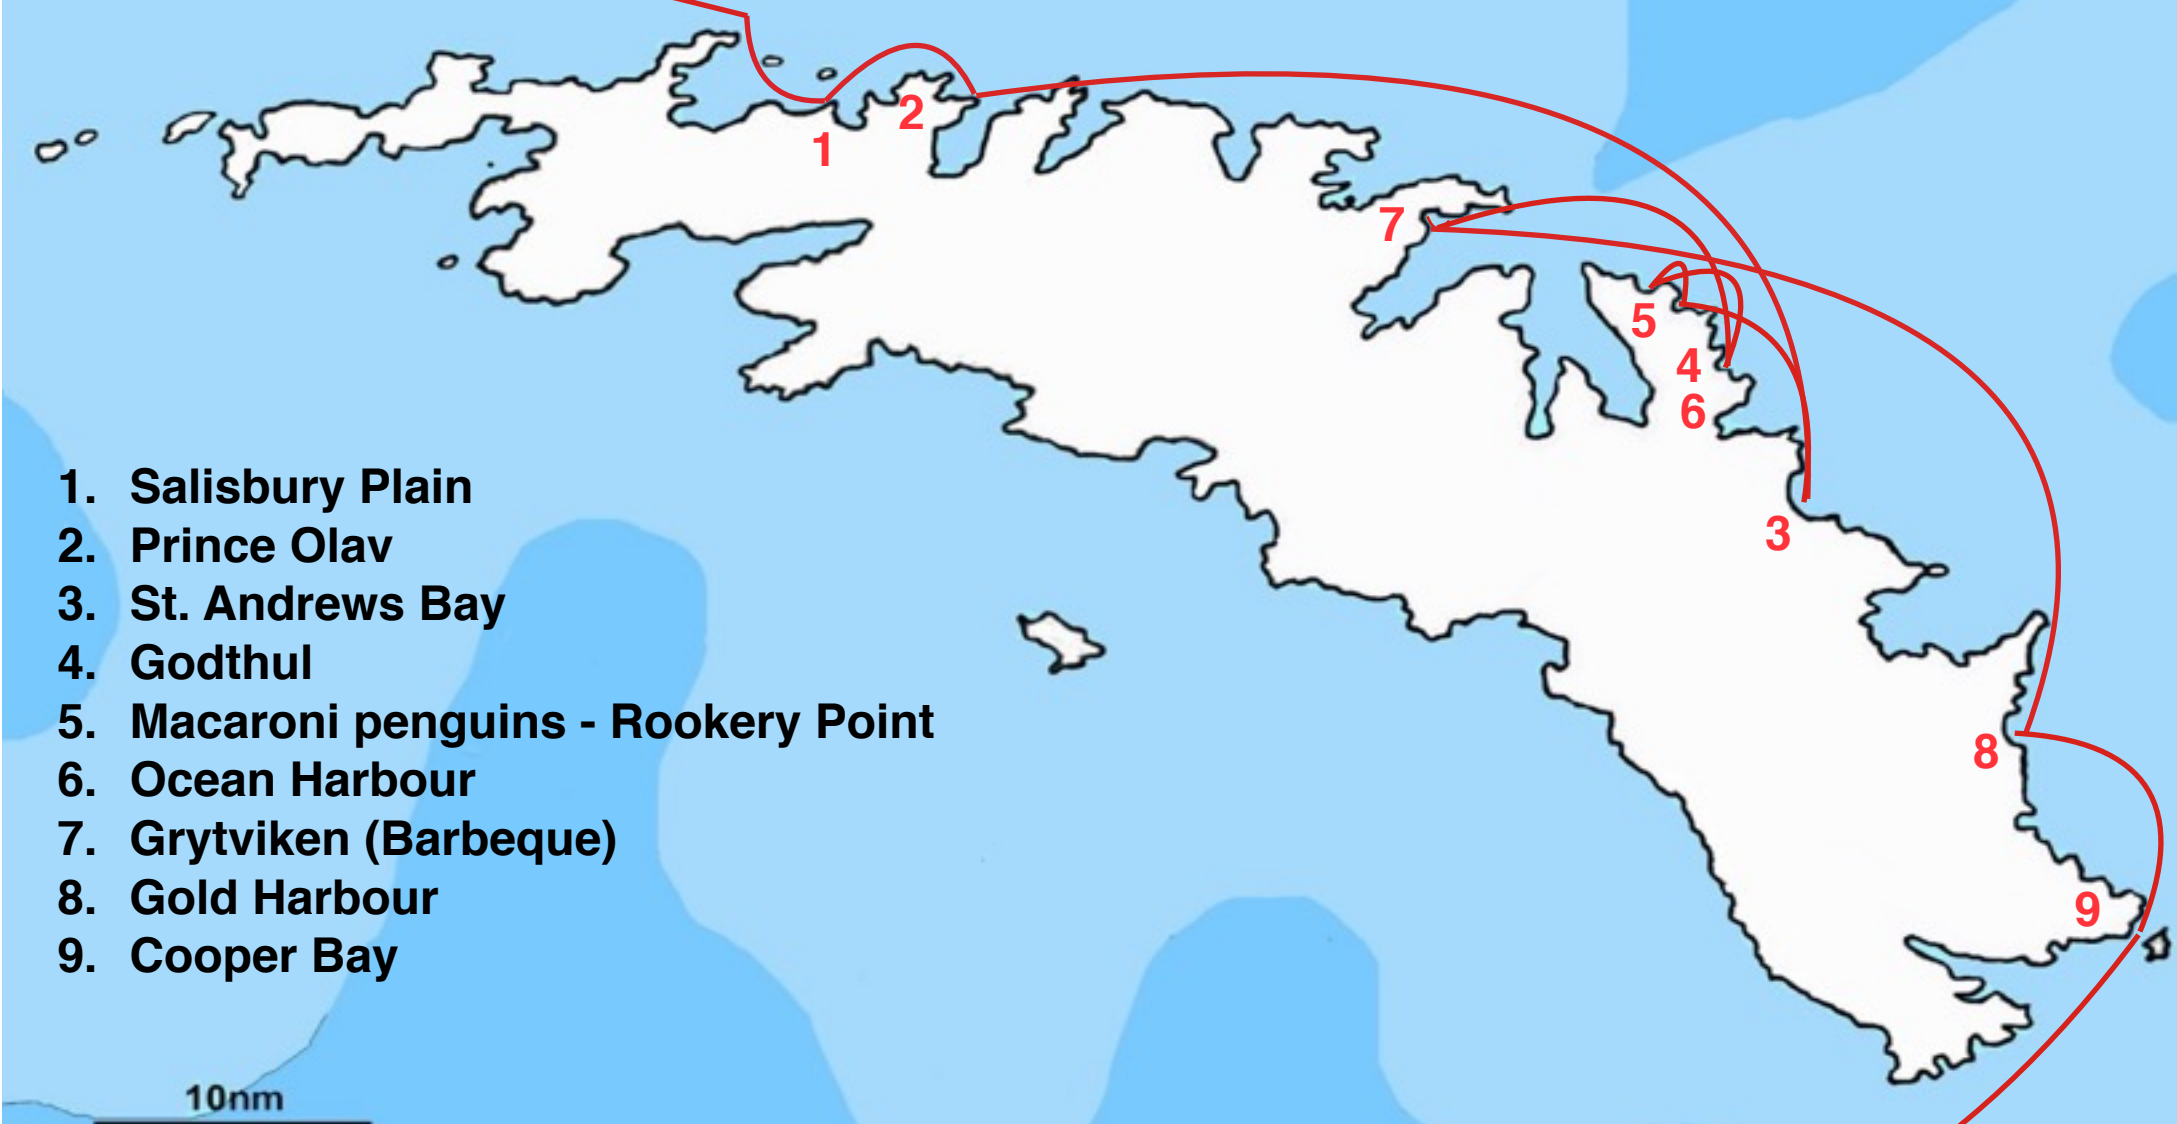 1
2
7
5
4
6
3
8
9
1. Salisbury Plain
2. Prince Olav
3. St. Andrews Bay
4. Godthul
5. Macaroni penguins - Rookery Point
6. Ocean Harbour
7. Grytviken (Barbeque)
8. Gold Harbour
9. Cooper Bay
10nm